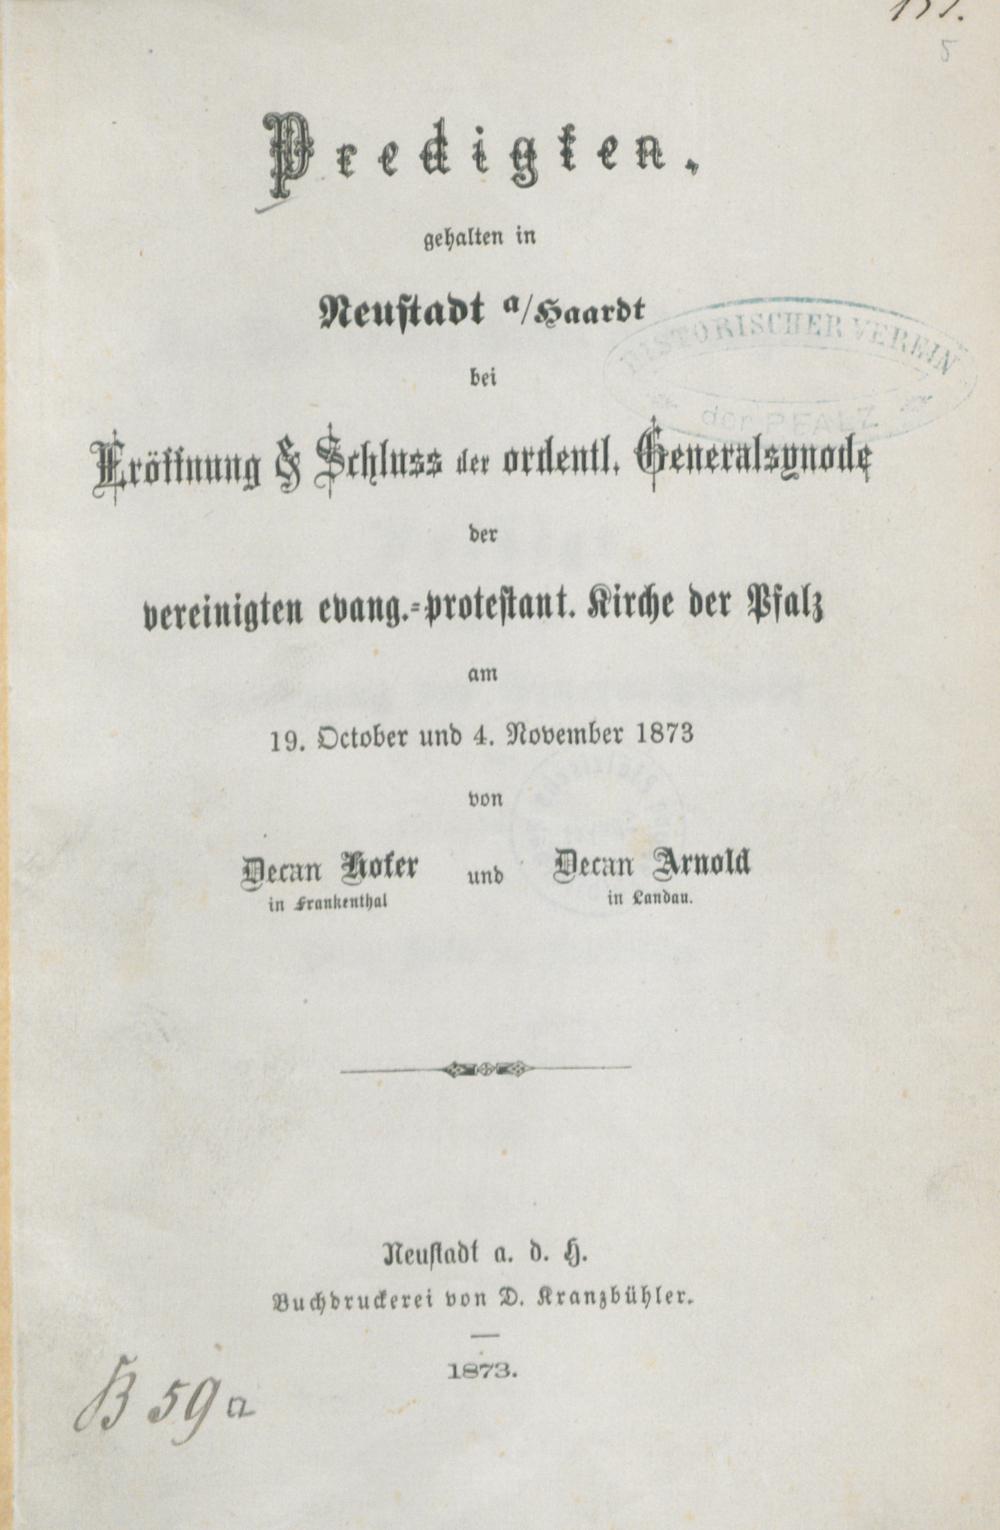 5
Predigten,
gehalten in
Neustadt a/Haardt
HISTORISCHER VEREIN
der PFALZ
bei
Eröffnung & Schluss der ordentl. Generalsynode
der
vereinigten evang.-protestant. Kirche der Pfalz
am
19. October und 4. November 1873
von
Decan Hofer und Decan Arnold
in Frankenthal in Landau.
Neustadt a. d. H.
Buchdruckerei von D. Kranzbühler.
1873.
B 59a